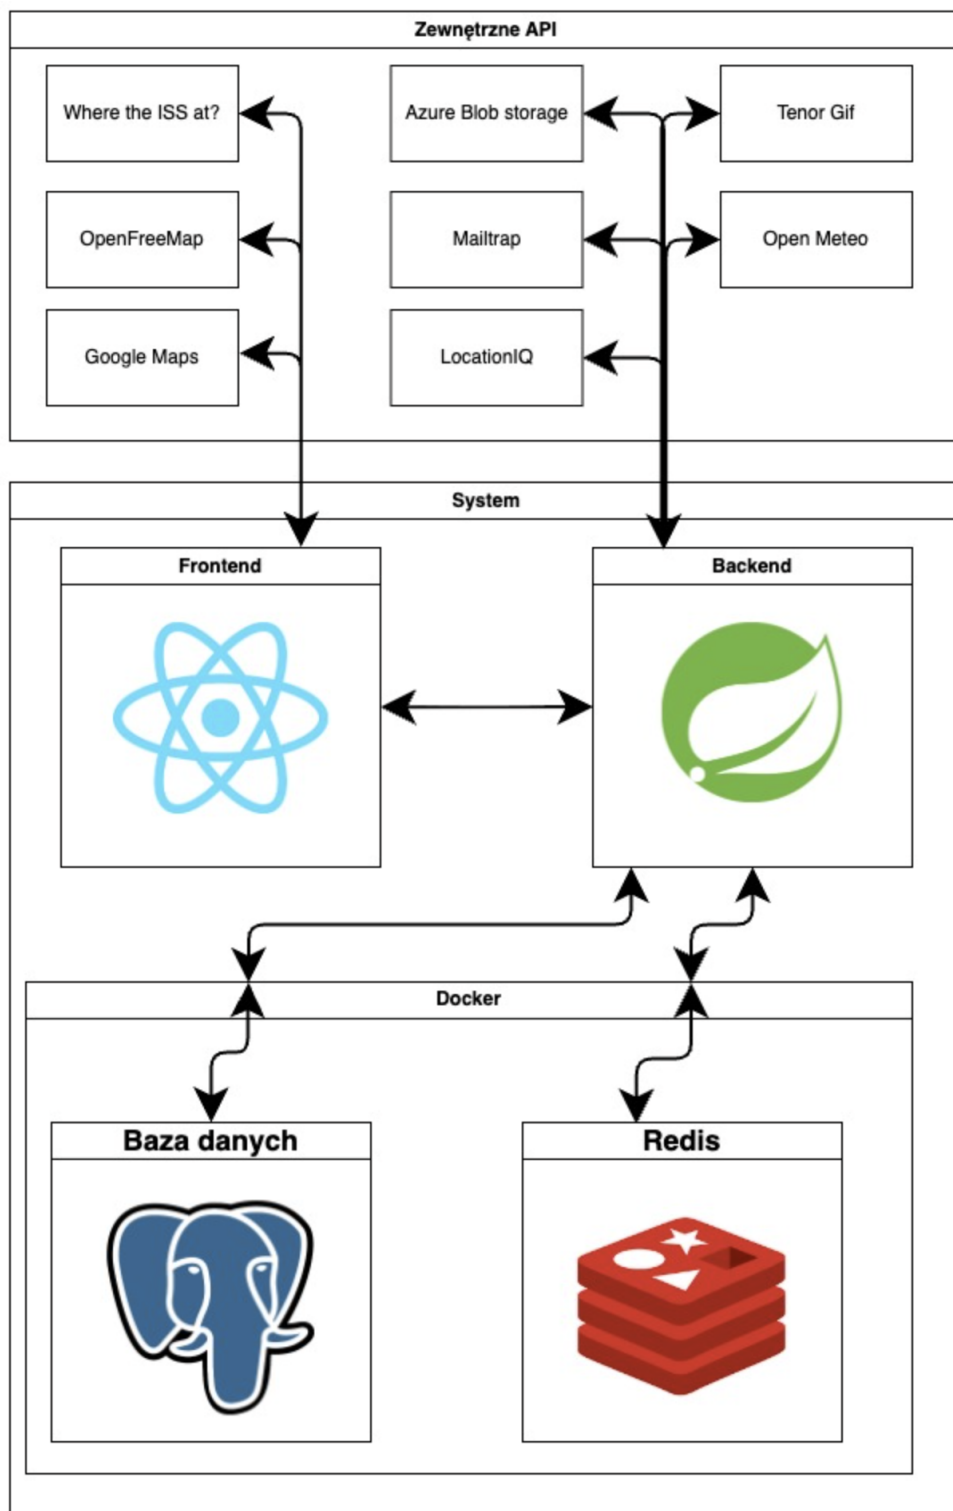 Zewnętrzne API
Where the ISS at?
Azure Blob storage
Tenor Gif
OpenFreeMap
Mailtrap
Open Meteo
Google Maps
LocationIQ
System
Frontend
Backend
Docker
Baza danych
Redis